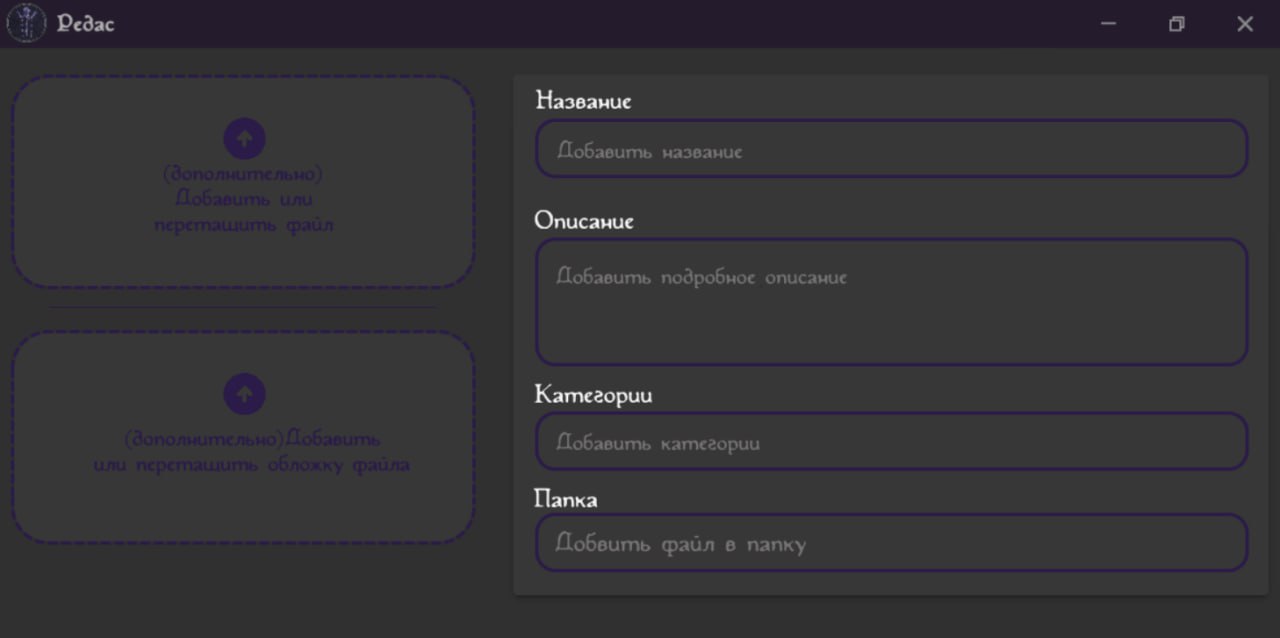 Редас
(дополнительно)
Добавить или
перетащить файл
(дополнительно)Добавить
или перетащить обложку файла
Название
Добавить название
Описание
Добавить подробное описание
Категории
Добавить категории
Папка
Добвить файл в папку